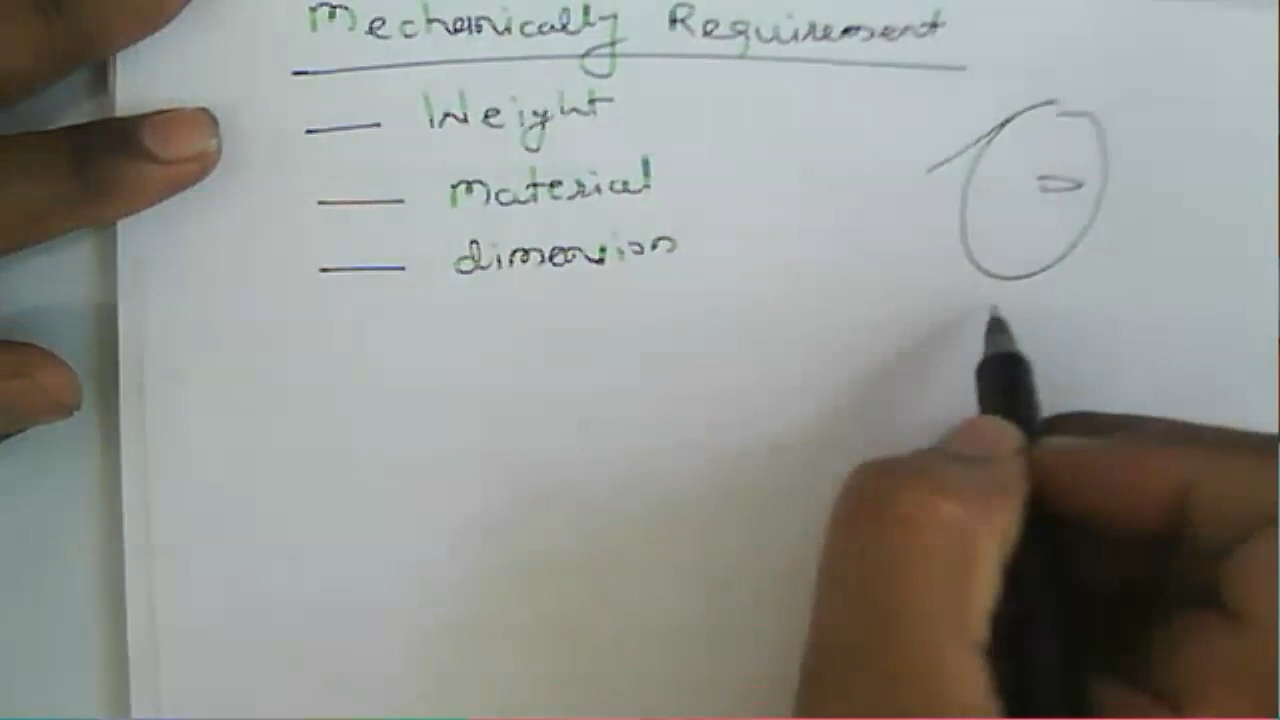 Mechanically Requirement
— Weight
— Material
— dimension